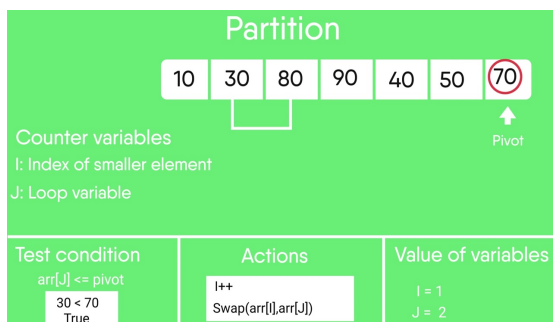 Partition
10 30 80 90 40 50 70
Pivot
Counter variables
I: Index of smaller element
J: Loop variable
Test condition
arr[J] <= pivot
30 < 70
True
Actions
I++
Swap(arr[I],arr[J])
Value of variables
I = 1
J = 2